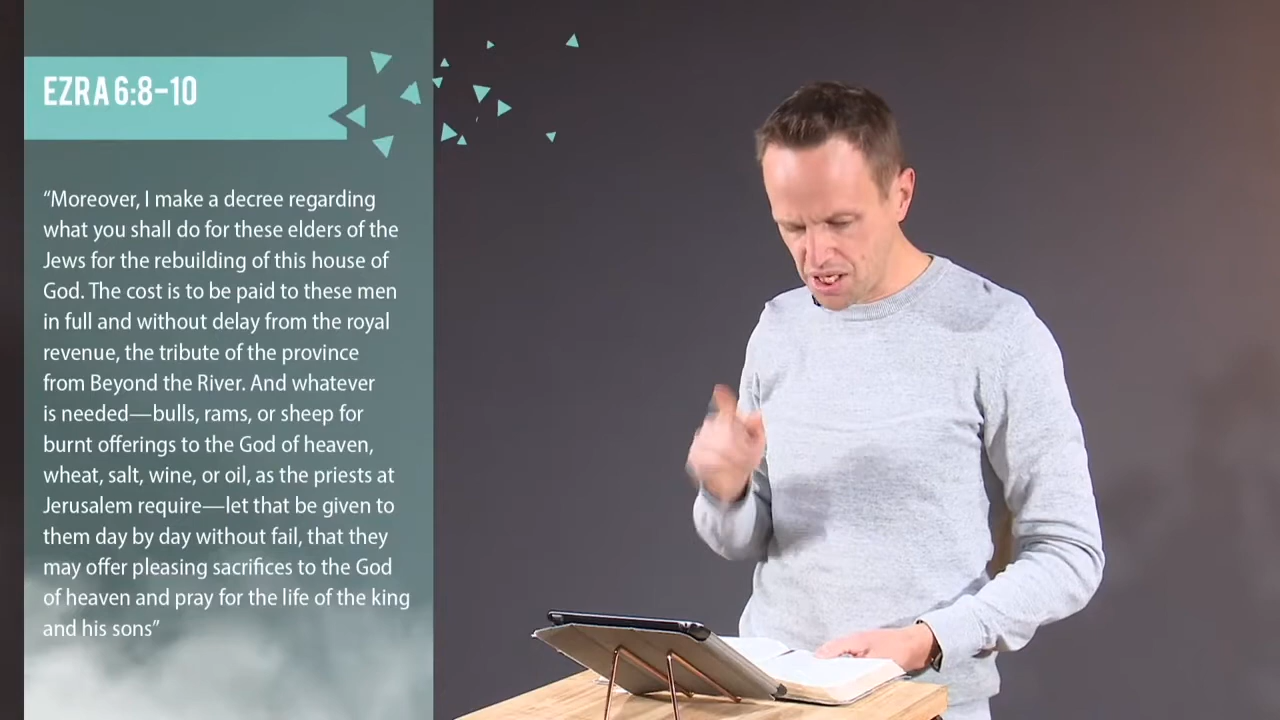 EZRA 6:8–10
“Moreover, I make a decree regarding
what you shall do for these elders of the
Jews for the rebuilding of this house of
God. The cost is to be paid to these men
in full and without delay from the royal
revenue, the tribute of the province
from Beyond the River. And whatever
is needed—bulls, rams, or sheep for
burnt offerings to the God of heaven,
wheat, salt, wine, or oil, as the priests at
Jerusalem require—let that be given to
them day by day without fail, that they
may offer pleasing sacrifices to the God
of heaven and pray for the life of the king
and his sons”